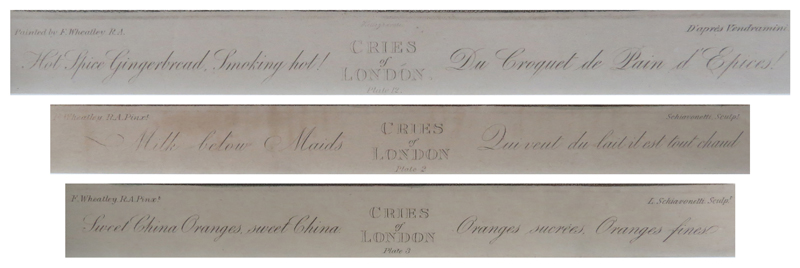 Painted by F. Wheatley R.A.
D'après Vendramini
Hot Spice Gingerbread, Smoking hot!
CRIES
of
LONDON.
Du Croquet de Pain d'Epices!
Plate
F. Wheatley R.A. Pinxt.
Schiavonetti Sculpt.
Milk below Maids
CRIES
of
LONDON
Qui veut du lait il est tout chaud
Plate 2
F. Wheatley R.A. Pinxt.
L. Schiavonetti Sculpt.
Sweet China Oranges, sweet China
CRIES
of
LONDON
Oranges sucrées, Oranges fines
Plate 3